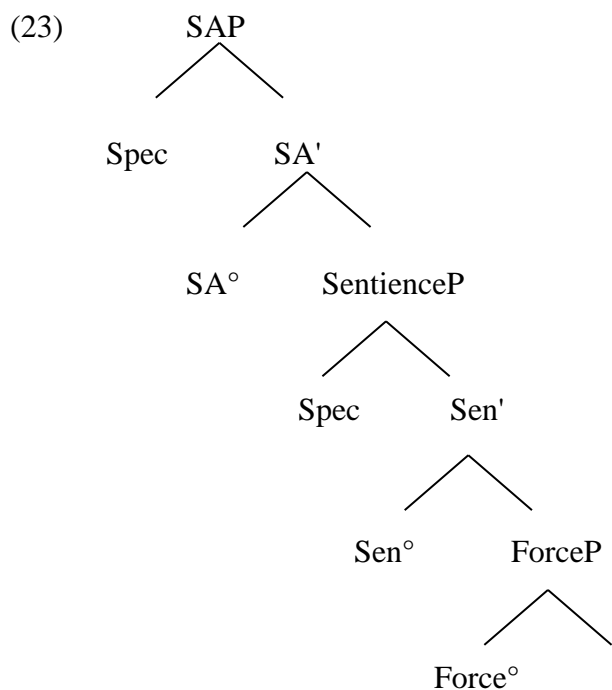 (23) SAP
Spec SA'
SA° SentienceP
Spec Sen'
Sen° ForceP
Force°